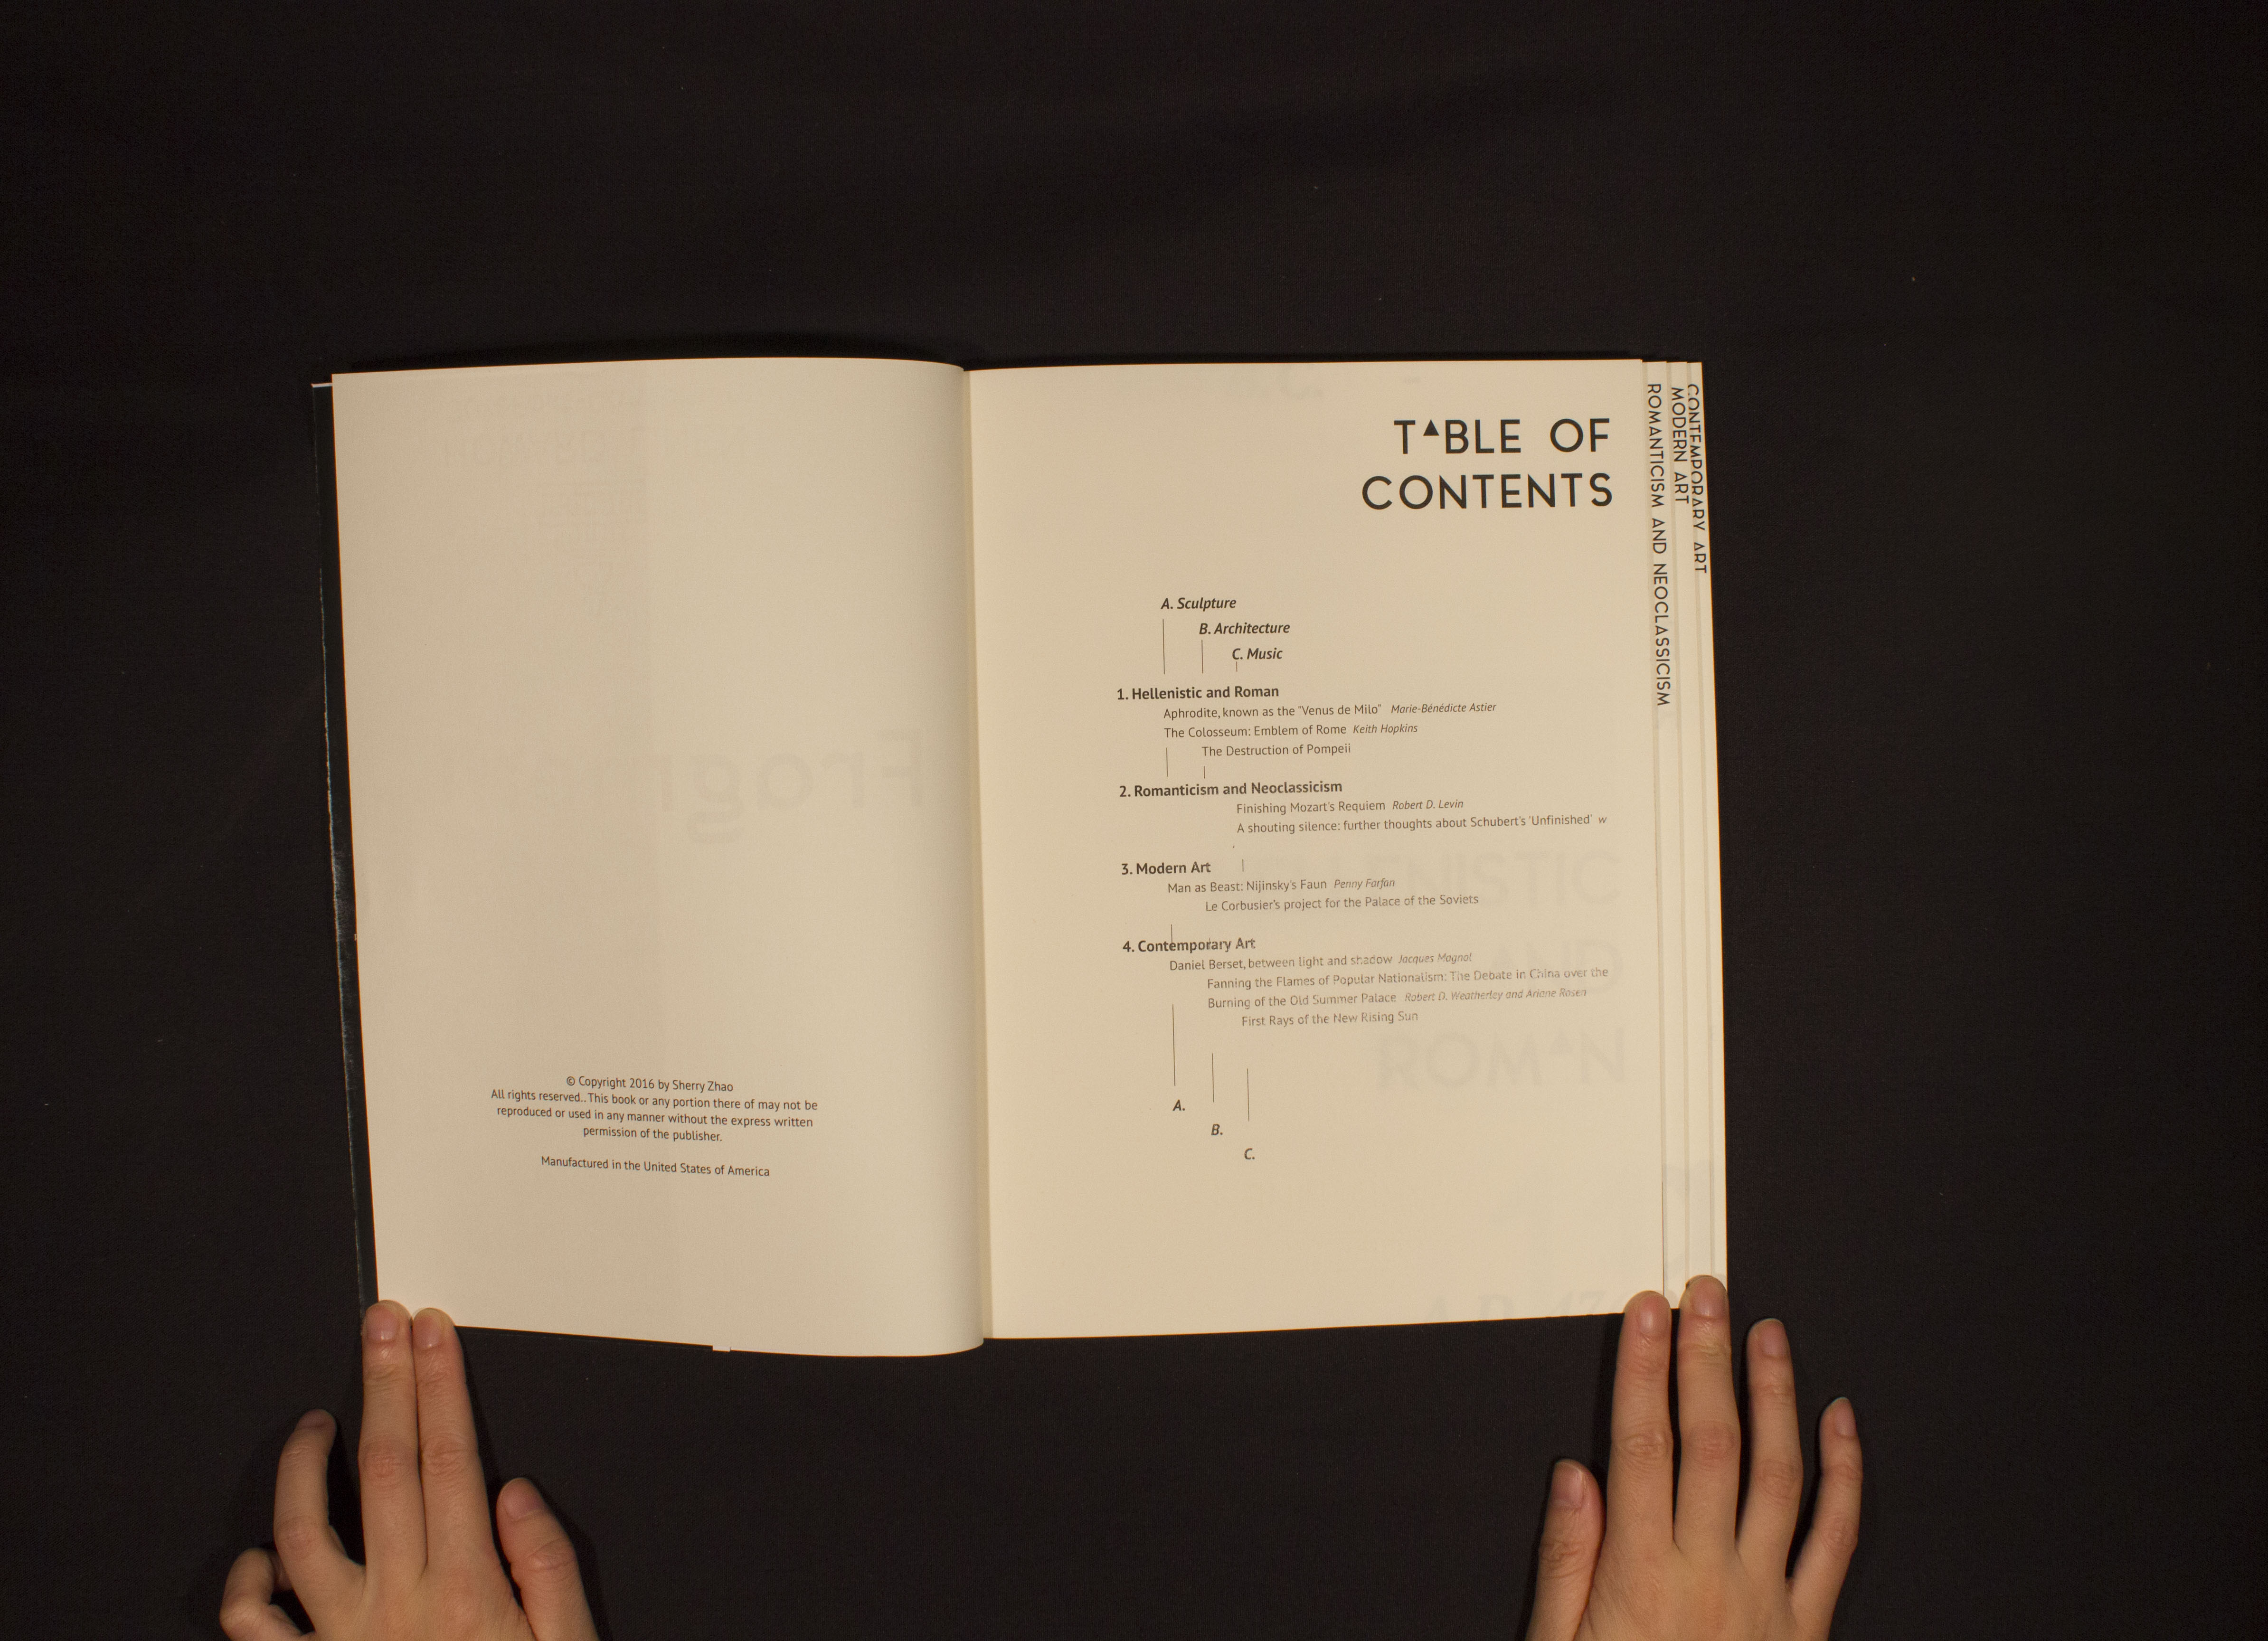 © Copyright 2016 by Sherry Zhao
All rights reserved.. This book or any portion there of may not be
reproduced or used in any manner without the express written
permission of the publisher.
Manufactured in the United States of America
TABLE OF
CONTENTS
A. Sculpture
B. Architecture
C. Music
1. Hellenistic and Roman
Aphrodite, known as the "Venus de Milo" Marie-Bénédicte Astier
The Colosseum: Emblem of Rome Keith Hopkins
The Destruction of Pompeii
2. Romanticism and Neoclassicism
Finishing Mozart's Requiem Robert D. Levin
A shouting silence: further thoughts about Schubert's 'Unfinished' w
3. Modern Art
Man as Beast: Nijinsky's Faun Penny Farfan
Le Corbusier's project for the Palace of the Soviets
4. Contemporary Art
Daniel Berset, between light and shadow Jacques Magnol
Fanning the Flames of Popular Nationalism: The Debate in China over the
Burning of the Old Summer Palace Robert D. Weatherley and Ariane Rosen
First Rays of the New Rising Sun
A.
B.
C.
ROMANTICISM AND NEOCLASSICISM
MODERN ART
CONTEMPORARY ART
HELLENISTIC
AND
ROMAN